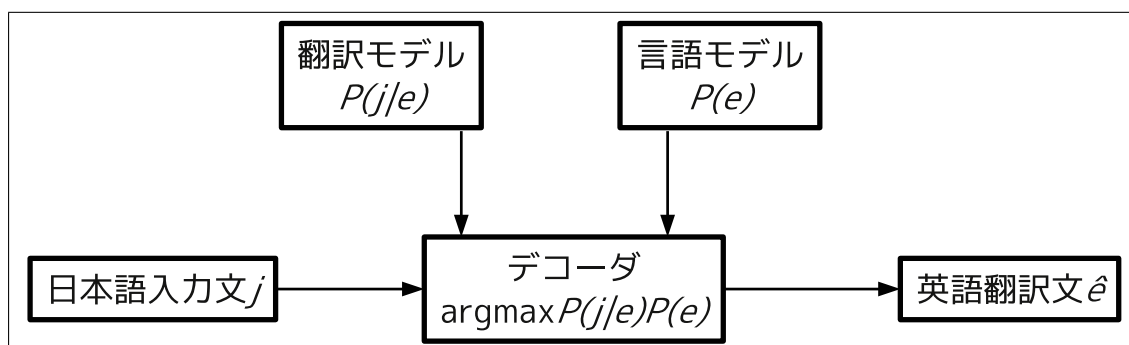 翻訳モデル
P(j|e)
言語モデル
P(e)
日本語入力文j
デコーダ
argmaxP(j|e)P(e)
英語翻訳文ê